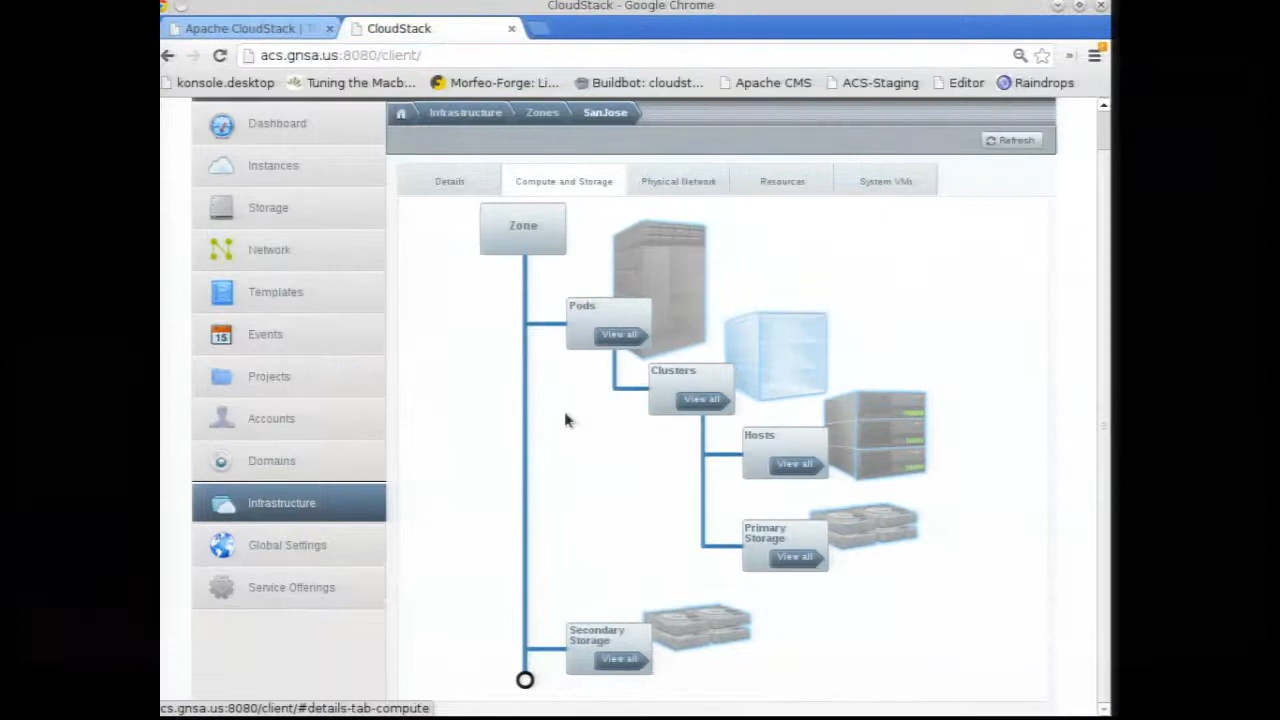 CloudStack - Google Chrome
Apache CloudStack |
CloudStack
acs.gnsa.us:8080/client/
konsole.desktop
Tuning the Macb...
Morfeo-Forge: Li...
Buildbot: cloudst...
Apache CMS
ACS-Staging
Editor
Raindrops
Infrastructure
Zones
SanJose
Refresh
Dashboard
Instances
Storage
Network
Templates
15
Events
Projects
Accounts
Domains
Infrastructure
Global Settings
Service Offerings
Details
Compute and Storage
Physical Network
Resources
System VMs
Zone
Pods
View all
Clusters
View all
Hosts
View all
Primary
Storage
View all
Secondary
Storage
View all
cs.gnsa.us:8080/client/#details-tab-compute